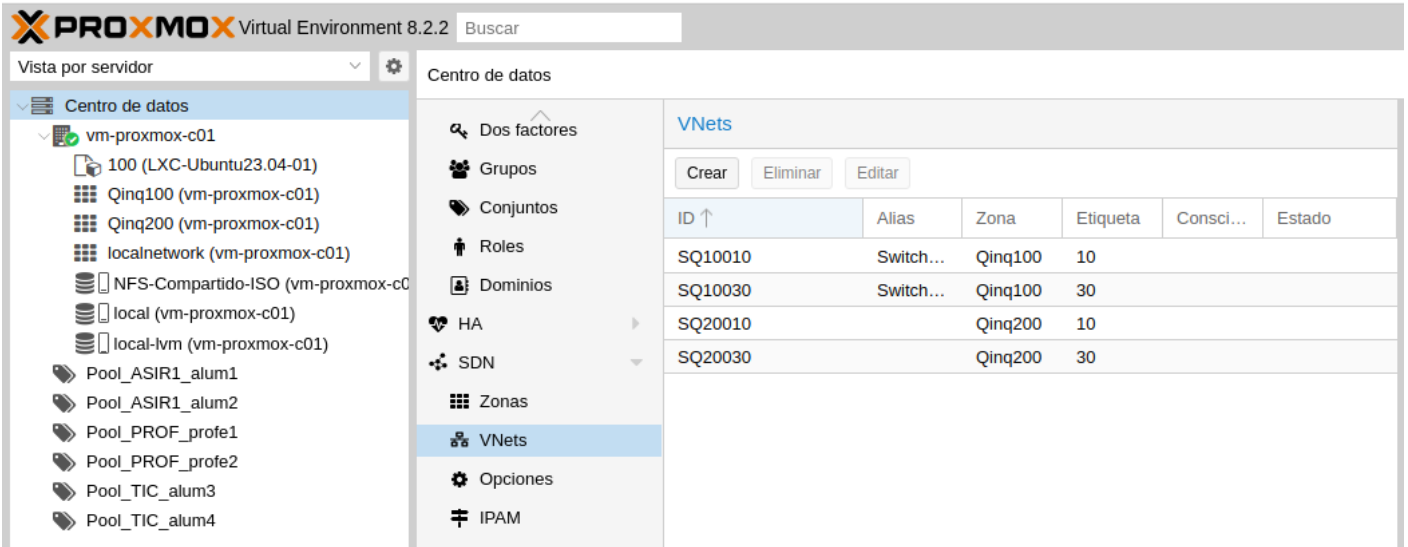 PROXMOX Virtual Environment 8.2.2 Buscar
Vista por servidor
Centro de datos
vm-proxmox-c01
100 (LXC-Ubuntu23.04-01)
Qinq100 (vm-proxmox-c01)
Qinq200 (vm-proxmox-c01)
localnetwork (vm-proxmox-c01)
NFS-Compartido-ISO (vm-proxmox-c0
local (vm-proxmox-c01)
local-lvm (vm-proxmox-c01)
Pool_ASIR1_alum1
Pool_ASIR1_alum2
Pool_PROF_profe1
Pool_PROF_profe2
Pool_TIC_alum3
Pool_TIC_alum4
Centro de datos
Dos factores
Grupos
Conjuntos
Roles
Dominios
HA
SDN
Zonas
VNets
Opciones
IPAM
VNets
Crear Eliminar Editar
ID Alias Zona Etiqueta Consci... Estado
SQ10010 Switch... Qinq100 10
SQ10030 Switch... Qinq100 30
SQ20010 Qinq200 10
SQ20030 Qinq200 30